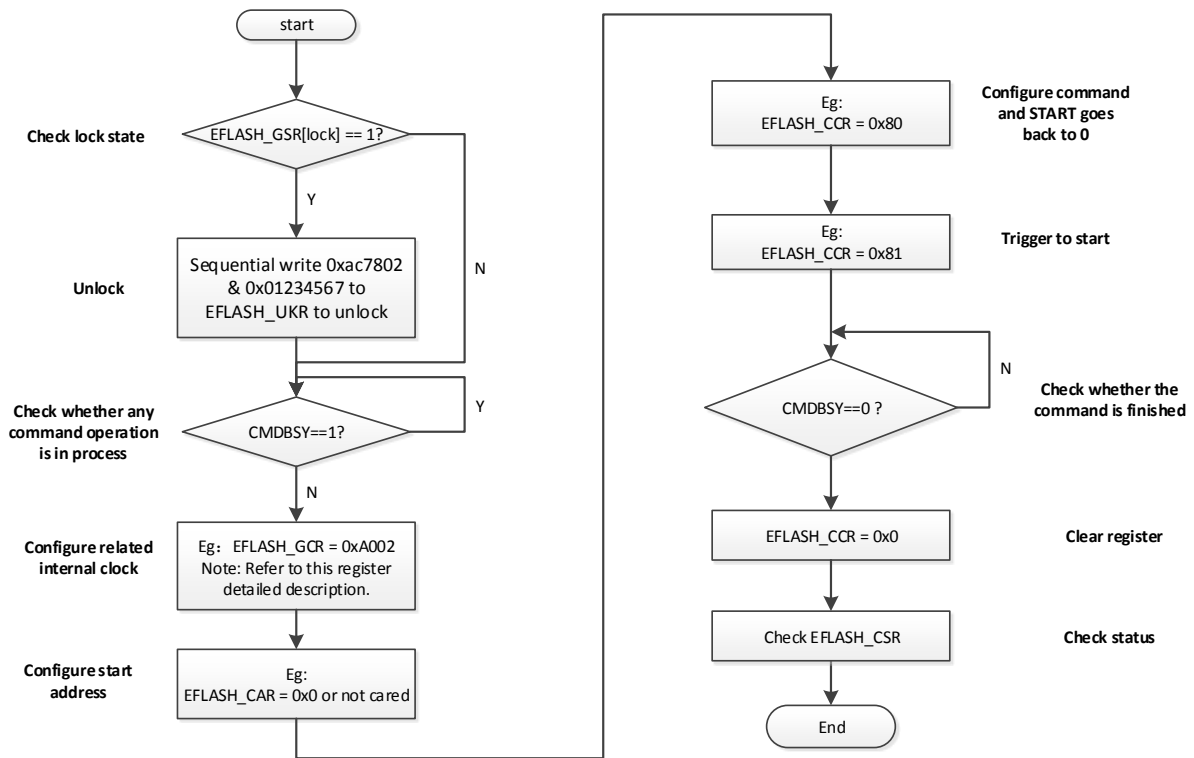 start
Check lock state
EFLASH_GSR[lock] == 1?
Y
N
Unlock
Sequential write 0xac7802
& 0x01234567 to
EFLASH_UKR to unlock
Check whether any
command operation
is in process
CMDBSY==1?
Y
N
Configure related
internal clock
Eg： EFLASH_GCR = 0xA002
Note: Refer to this register
detailed description.
Configure start
address
Eg:
EFLASH_CAR = 0x0 or not cared
Eg:
EFLASH_CCR = 0x80
Configure command
and START goes
back to 0
Eg:
EFLASH_CCR = 0x81
Trigger to start
CMDBSY==0 ?
N
Check whether the
command is finished
EFLASH_CCR = 0x0
Clear register
Check EFLASH_CSR
Check status
End